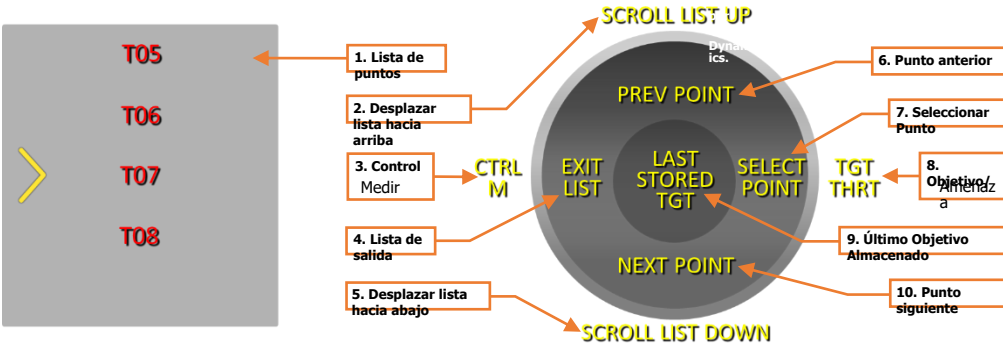 T05
T06
T07
T08
1. Lista de
puntos
2. Desplazar
lista hacia
arriba
3. Control
Medir
4. Lista de
salida
5. Desplazar lista
hacia abajo
SCROLL LIST UP
ics.
PREV POINT
CTRL
M
EXIT
LIST
LAST
STORED
TGT
SELECT
POINT
TGT
THRT
NEXT POINT
SCROLL LIST DOWN
6. Punto anterior
7. Seleccionar
Punto
8.
Objetivo/
Amenaz
a
9. Último Objetivo
Almacenado
10. Punto
siguiente